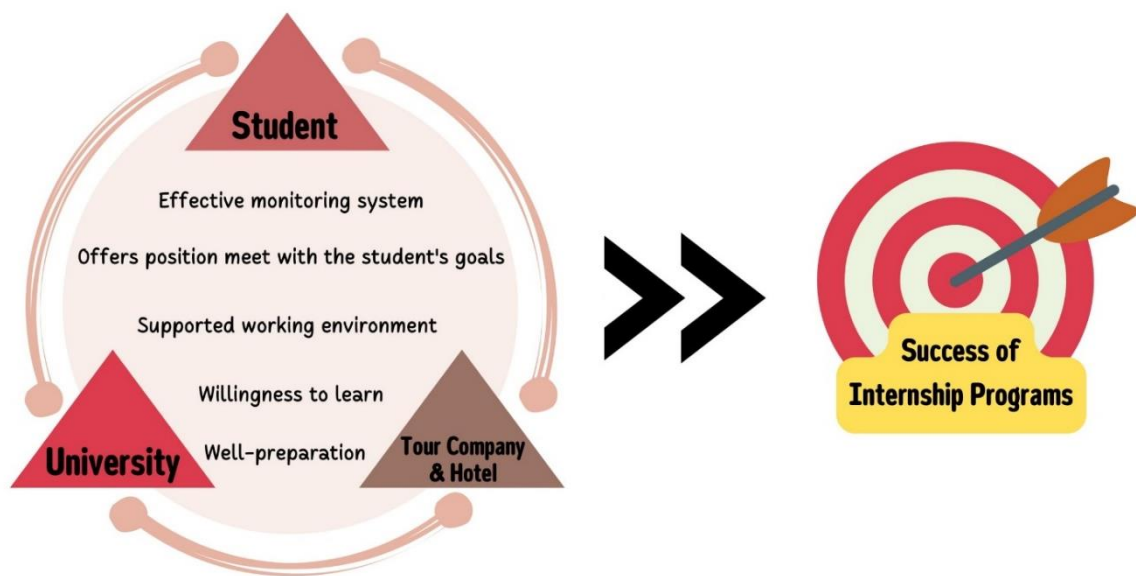 Student
Effective monitoring system
Offers position meet with the student's goals
Supported working environment
Willingness to learn
Well-preparation
University
Tour Company
& Hotel
Success of
Internship Programs